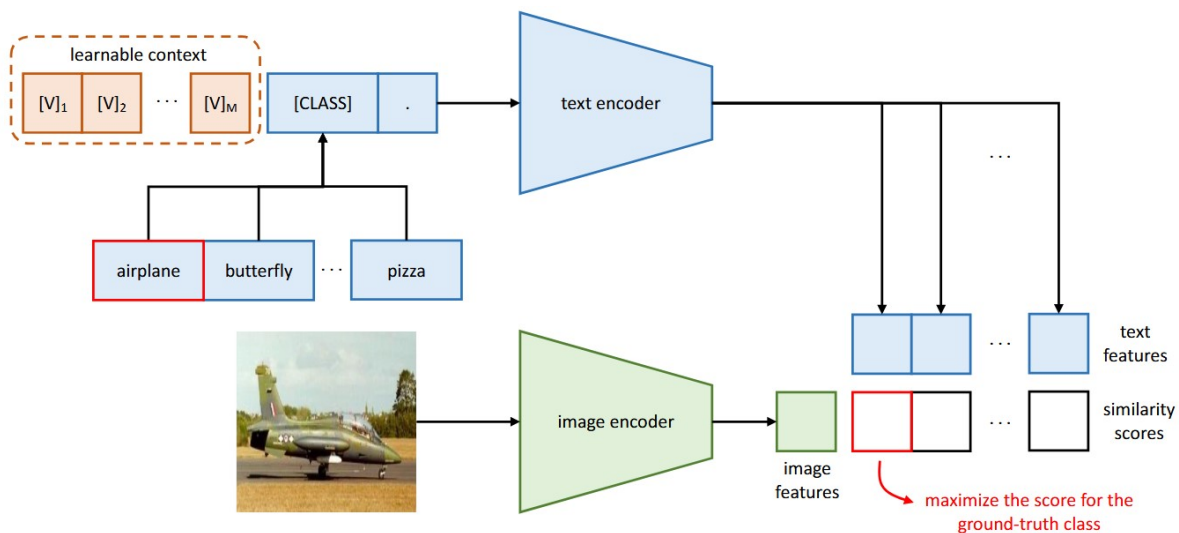 learnable context
[V]₁ [V]₂ ... [V]ₘ [CLASS] .
text encoder
...
airplane butterfly ... pizza
... text
features
image encoder
... similarity
scores
image
features
maximize the score for the
ground-truth class